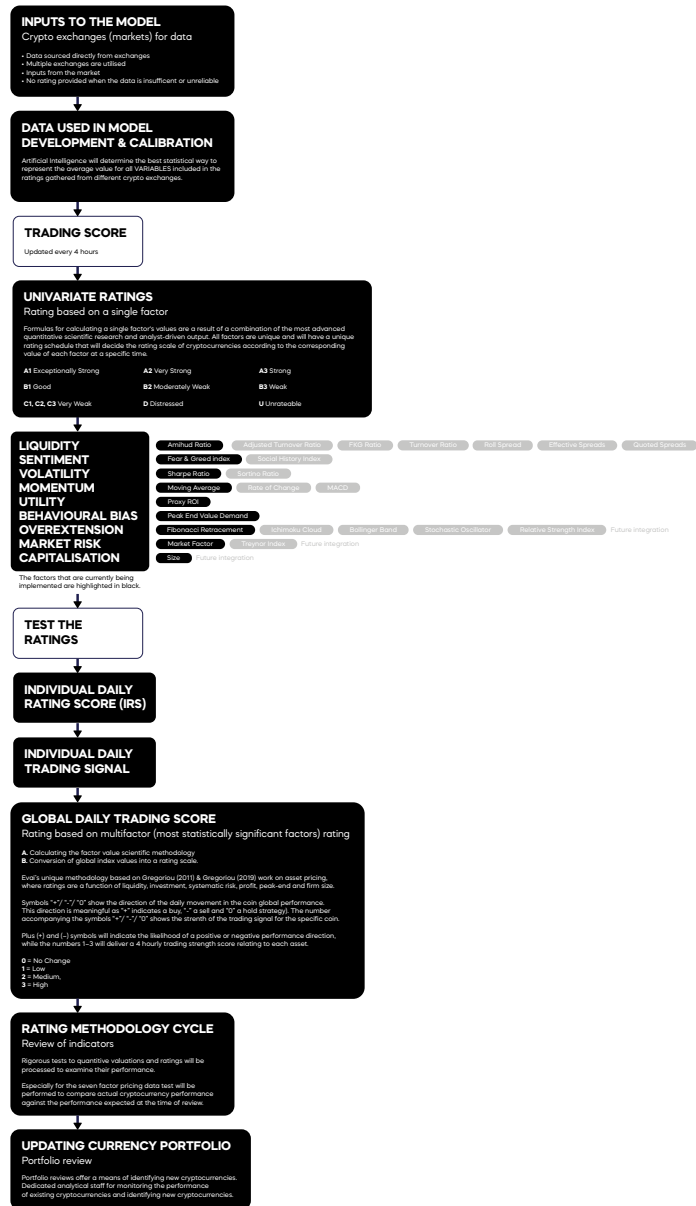 INPUTS TO THE MODEL
Crypto exchanges (markets) for data
• Data sourced directly from exchanges
• Multiple exchanges are utilised
• Inputs from the market
• No rating provided when the data is insufficent or unreliable
DATA USED IN MODEL
DEVELOPMENT & CALIBRATION
Artificial Intelligence will determine the best statistical way to
represent the average value for all VARIABLES included in the
ratings gathered from different crypto exchanges.
TRADING SCORE
Updated every 4 hours
UNIVARIATE RATINGS
Rating based on a single factor
Formulas for calculating a single factor's values are a result of a combination of the most advanced
quantitative scientific research and analyst-driven output. All factors are unique and will have a unique
rating schedule that will decide the rating scale of cryptocurrencies according to the corresponding
value of each factor at a specific time.
A1 Exceptionally Strong A2 Very Strong A3 Strong
B1 Good B2 Moderately Weak B3 Weak
C1, C2, C3 Very Weak D Distressed U Unrateable
LIQUIDITY Amihud Ratio Adjusted Turnover Ratio FKG Ratio Turnover Ratio Roll Spread Effective Spreads Quoted Spreads
SENTIMENT Fear & Greed index Social History Index
VOLATILITY Sharpe Ratio Sortino Ratio
MOMENTUM Moving Average Rate of Change MACD
UTILITY Proxy ROI
BEHAVIOURAL BIAS Peak End Value Demand
OVEREXTENSION Fibonacci Retracement Ichimoku Cloud Bollinger Band Stochastic Oscillator Relative Strength Index Future integration
MARKET RISK Market Factor Treynor Index Future integration
CAPITALISATION Size Future integration
The factors that are currently being
implemented are highlighted in black.
TEST THE
RATINGS
INDIVIDUAL DAILY
RATING SCORE (IRS)
INDIVIDUAL DAILY
TRADING SIGNAL
GLOBAL DAILY TRADING SCORE
Rating based on multifactor (most statistically significant factors) rating
A. Calculating the factor value scientific methodology
B. Conversion of global index values into a rating scale.
Evai's unique methodology based on Gregoriou (2011) & Gregoriou (2019) work on asset pricing,
where ratings are a function of liquidity, investment, systematic risk, profit, peak-end and firm size.
Symbols "+"/ "-"/ "0" show the direction of the daily movement in the coin global performance.
This direction is meaningful as "+" indicates a buy, "-" a sell and "0" a hold strategy). The number
accompanying the symbols "+"/ "-"/ "0" shows the strenth of the trading signal for the specific coin.
Plus (+) and (–) symbols will indicate the likelihood of a positive or negative performance direction,
while the numbers 1–3 will deliver a 4 hourly trading strength score relating to each asset.
0 = No Change
1 = Low
2 = Medium,
3 = High
RATING METHODOLOGY CYCLE
Review of indicators
Rigorous tests to quantitive valuations and ratings will be
processed to examine their performance.
Especially for the seven factor pricing data test will be
performed to compare actual cryptocurrency performance
against the performance expected at the time of review.
UPDATING CURRENCY PORTFOLIO
Portfolio review
Portfolio reviews offer a means of identifying new cryptocurrencies.
Dedicated analytical staff for monitoring the performance
of existing cryptocurrencies and identifying new cryptocurrencies.